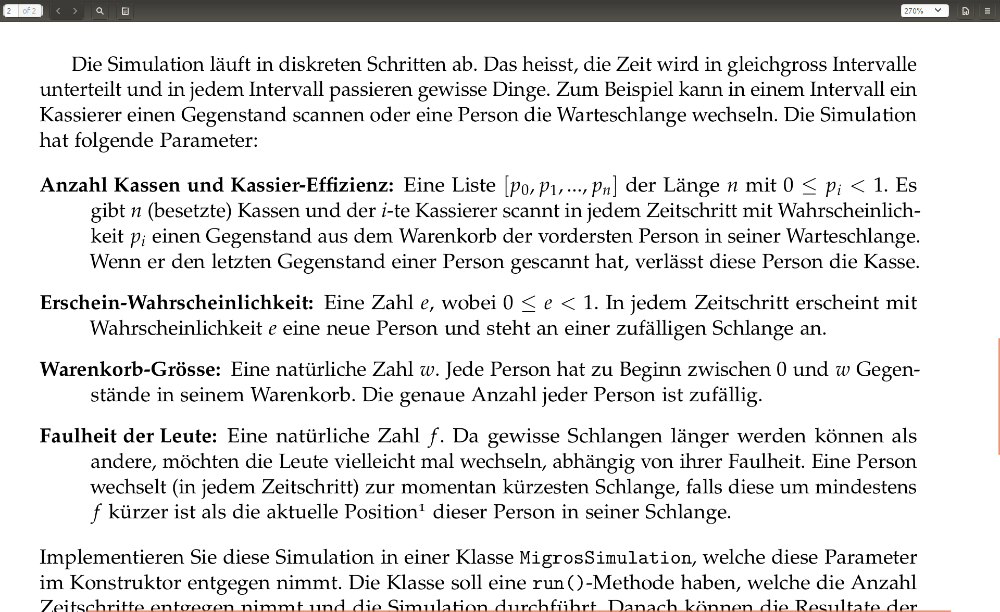 2 of 2 270%
Die Simulation läuft in diskreten Schritten ab. Das heisst, die Zeit wird in gleichgross Intervalle
unterteilt und in jedem Intervall passieren gewisse Dinge. Zum Beispiel kann in einem Intervall ein
Kassierer einen Gegenstand scannen oder eine Person die Warteschlange wechseln. Die Simulation
hat folgende Parameter:
Anzahl Kassen und Kassier-Effizienz: Eine Liste [p₀, p₁, ..., pₙ] der Länge n mit 0 ≤ pᵢ < 1. Es
gibt n (besetzte) Kassen und der i-te Kassierer scannt in jedem Zeitschritt mit Wahrscheinlich-
keit pᵢ einen Gegenstand aus dem Warenkorb der vordersten Person in seiner Warteschlange.
Wenn er den letzten Gegenstand einer Person gescannt hat, verlässt diese Person die Kasse.
Erschein-Wahrscheinlichkeit: Eine Zahl e, wobei 0 ≤ e < 1. In jedem Zeitschritt erscheint mit
Wahrscheinlichkeit e eine neue Person und steht an einer zufälligen Schlange an.
Warenkorb-Grösse: Eine natürliche Zahl w. Jede Person hat zu Beginn zwischen 0 und w Gegen-
stände in seinem Warenkorb. Die genaue Anzahl jeder Person ist zufällig.
Faulheit der Leute: Eine natürliche Zahl f. Da gewisse Schlangen länger werden können als
andere, möchten die Leute vielleicht mal wechseln, abhängig von ihrer Faulheit. Eine Person
wechselt (in jedem Zeitschritt) zur momentan kürzesten Schlange, falls diese um mindestens
f kürzer ist als die aktuelle Position¹ dieser Person in seiner Schlange.
Implementieren Sie diese Simulation in einer Klasse MigrosSimulation, welche diese Parameter
im Konstruktor entgegen nimmt. Die Klasse soll eine run()-Methode haben, welche die Anzahl
Zeitschritte entgegen nimmt und die Simulation durchführt. Danach können die Resultate der